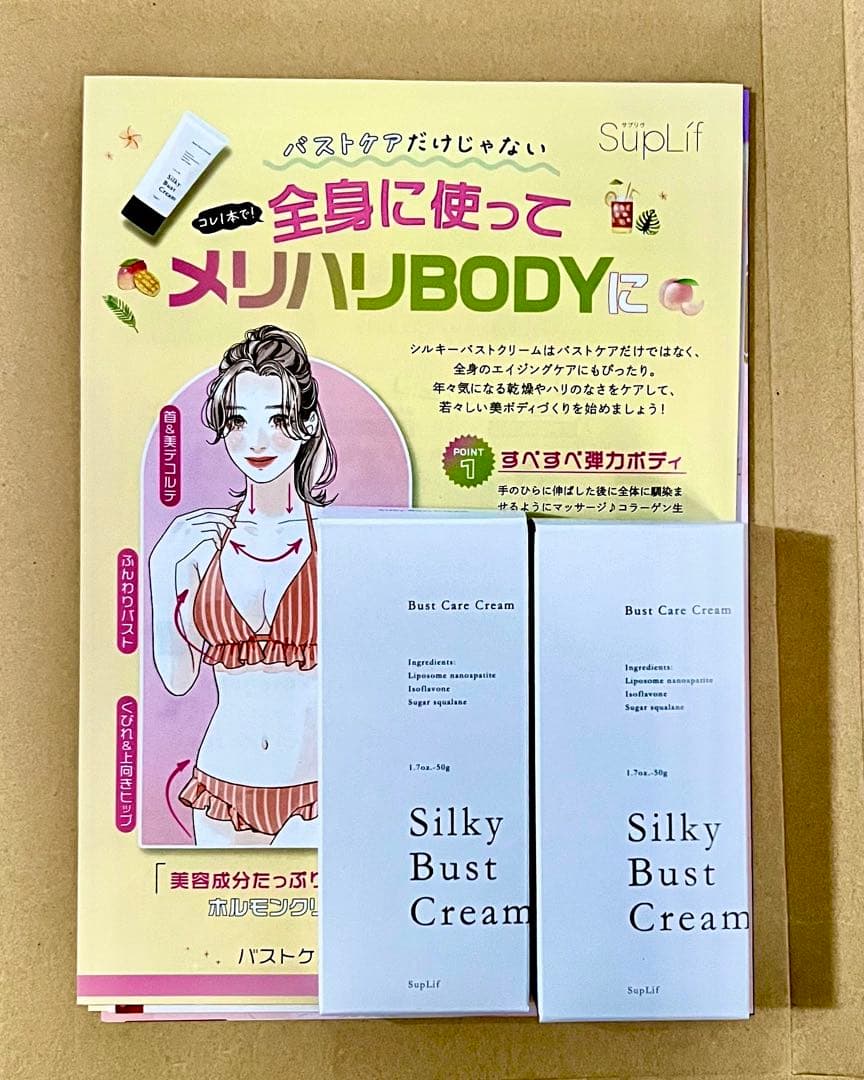 サプリヴ
SupLif
バストケアだけじゃない
コレ1本で!
全身に使って
メリハリBODYに
Silky
Bust
Cream
シルキーバストクリームはバストケアだけではなく、
全身のエイジングケアにもぴったり。
年々気になる乾燥やハリのなさをケアして、
若々しい美ボディづくりを始めましょう!
首&美デコルテ
ふんわりバスト
くびれ&上向きヒップ
POINT
1
すべすべ弾力ボディ
手のひらに伸ばした後に全体に馴染ま
せるようにマッサージ♪コラーゲン生
「美容成分たっぷり
ホルモンクリ
バストケ
Bust Care Cream
Ingredients:
Liposome nanoapatite
Isoflavone
Sugar squalane
1.7oz.-50g
Silky
Bust
Cream
SupLif
Bust Care Cream
Ingredients:
Liposome nanoapatite
Isoflavone
Sugar squalane
1.7oz.-50g
Silky
Bust
Cream
SupLif